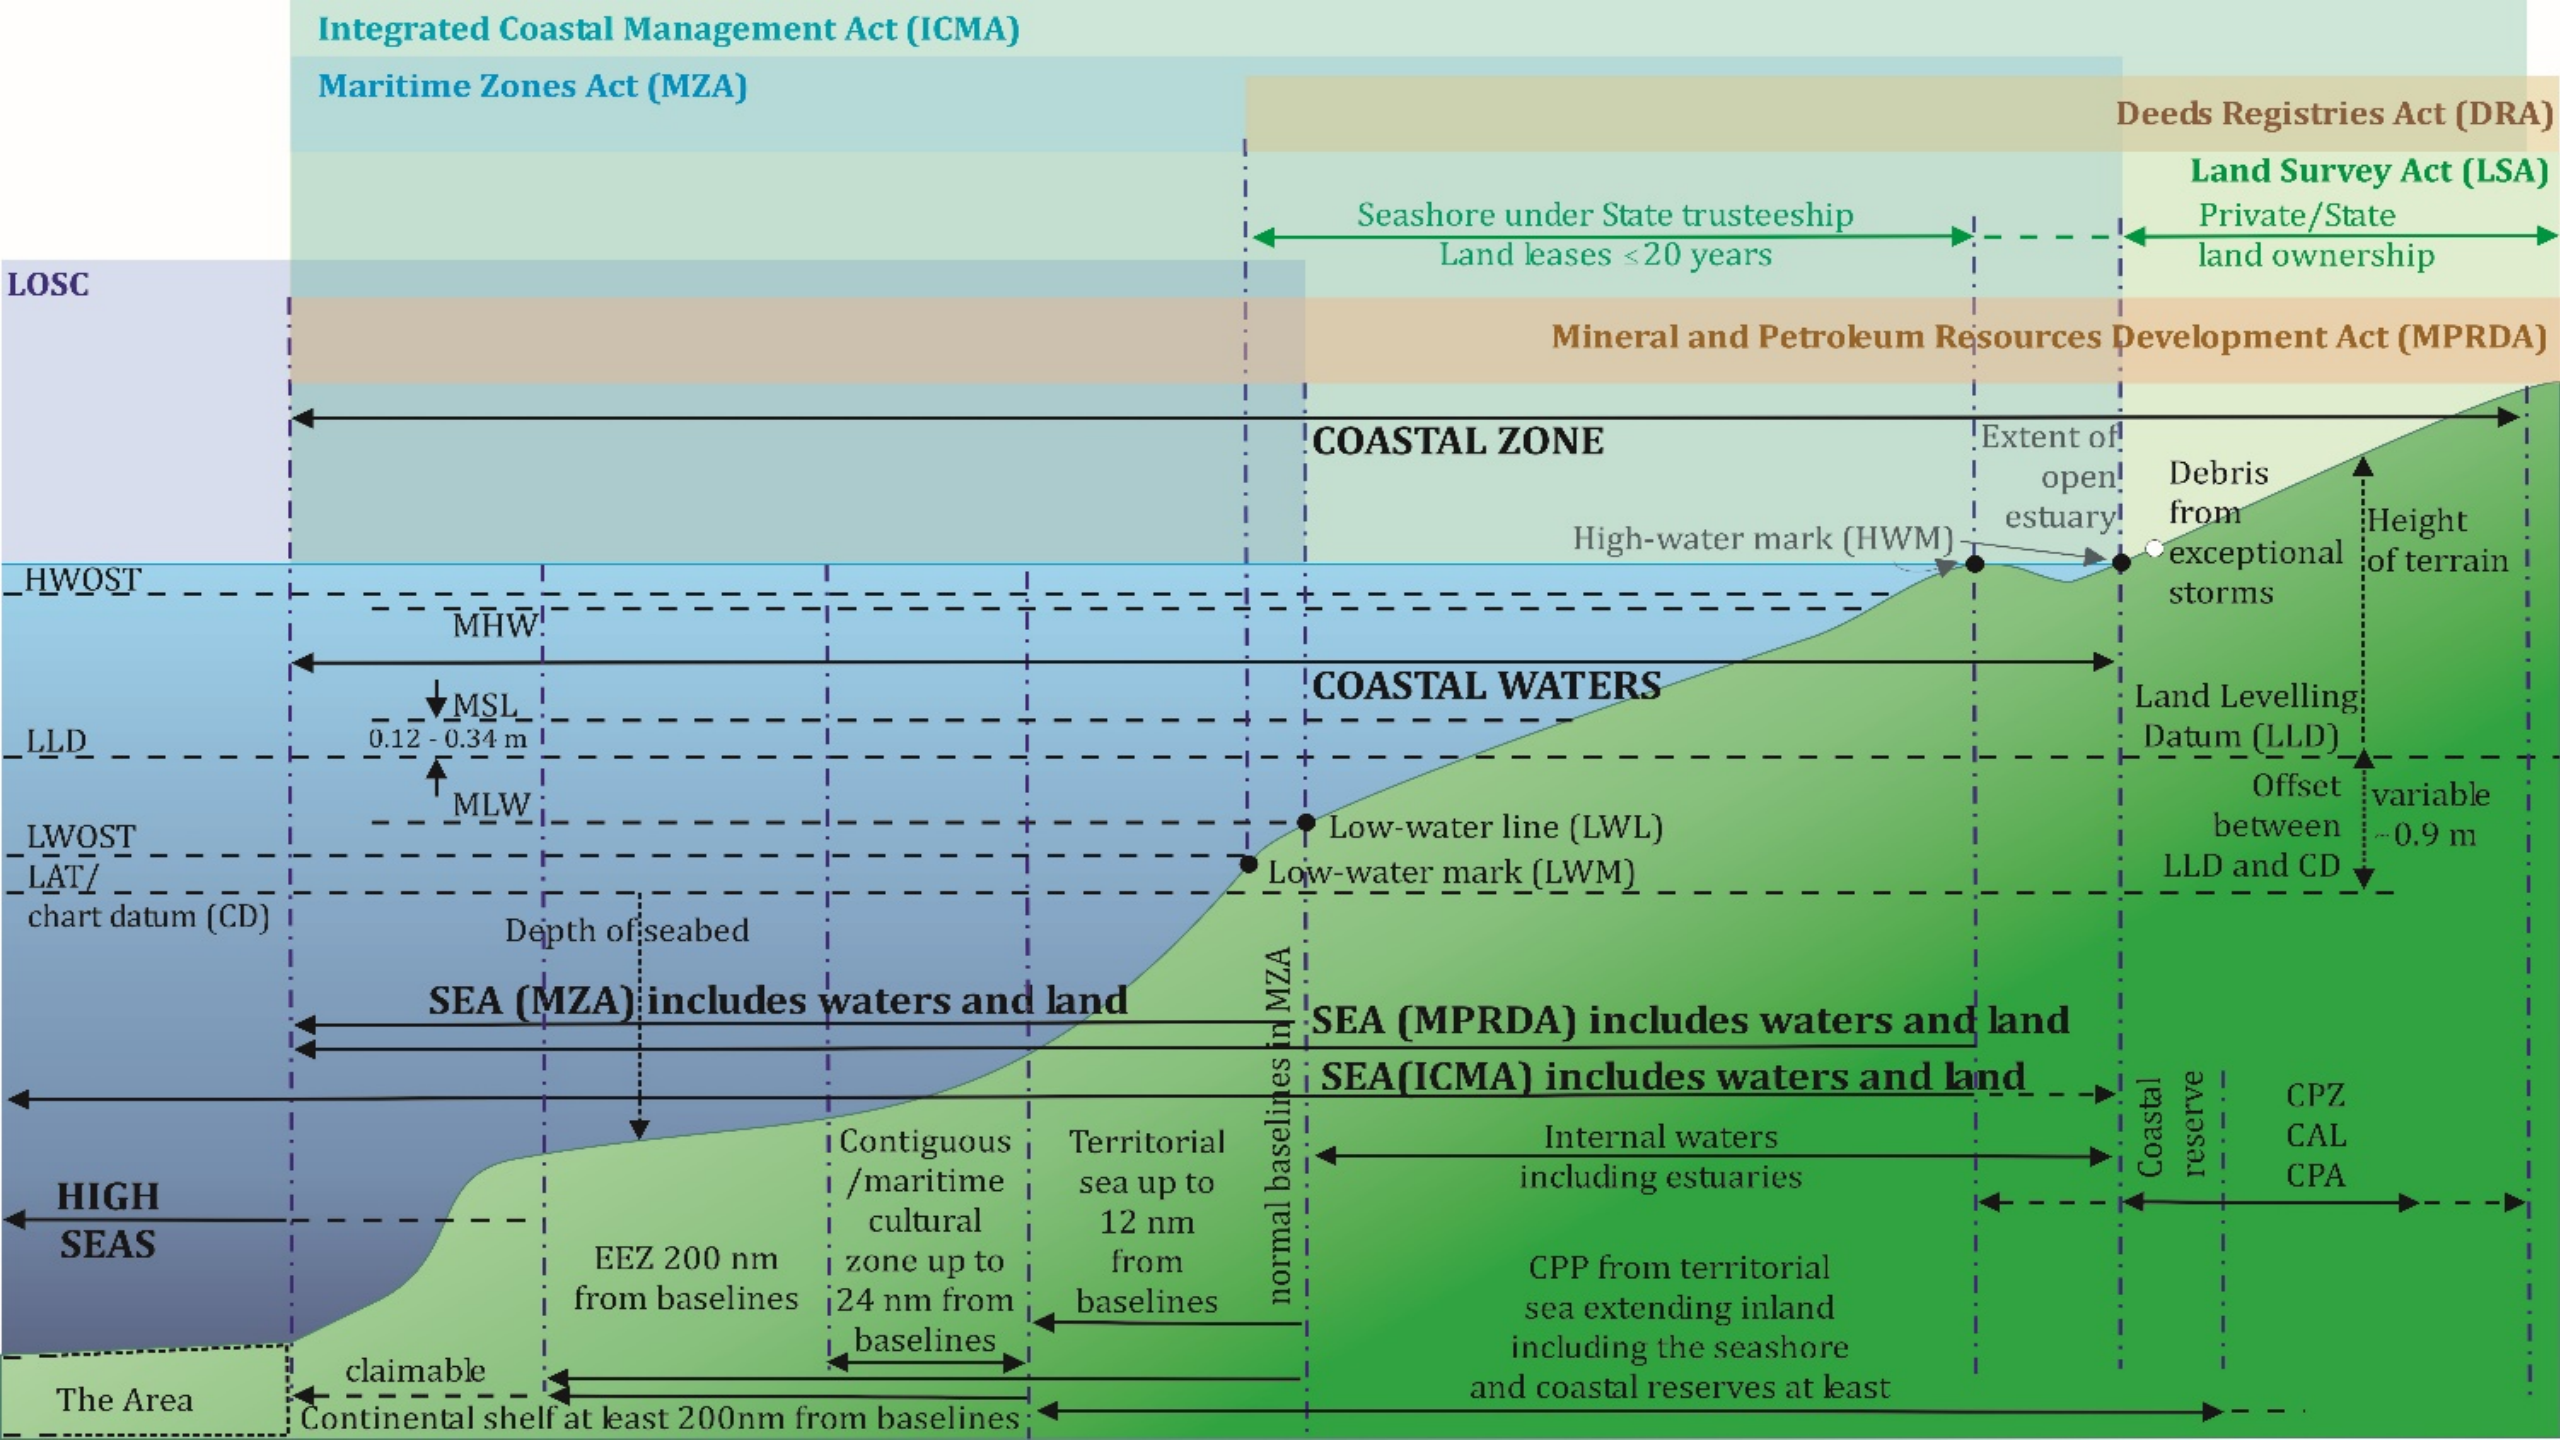 Integrated Coastal Management Act (ICMA)
Maritime Zones Act (MZA)
Deeds Registries Act (DRA)
Land Survey Act (LSA)
Seashore under State trusteeship
Land leases <20 years
Private/State
land ownership
LOSC
Mineral and Petroleum Resources Development Act (MPRDA)
COASTAL ZONE
Extent of
open
estuary
High-water mark (HWM)
Debris
from
exceptional
storms
Height
of terrain
HWOST
MHW
COASTAL WATERS
MSL
0.12 - 0.34 m
LLD
MLW
Land Levelling
Datum (LLD)
Offset
between
LLD and CD
variable
~0.9 m
LWOST
LAT/
chart datum (CD)
Low-water line (LWL)
Low-water mark (LWM)
Depth of seabed
SEA (MZA) includes waters and land
normal baselines in MZA
SEA (MPRDA) includes waters and land
SEA(ICMA) includes waters and land
HIGH
SEAS
EEZ 200 nm
from baselines
Contiguous
/maritime
cultural
zone up to
24 nm from
baselines
Territorial
sea up to
12 nm
from
baselines
Internal waters
including estuaries
Coastal
reserve
CPZ
CAL
CPA
CPP from territorial
sea extending inland
including the seashore
and coastal reserves at least
claimable
The Area
Continental shelf at least 200nm from baselines